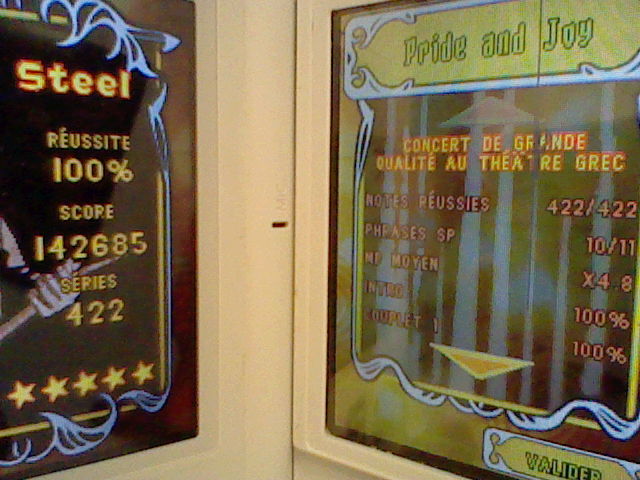 Steel
RÉUSSITE
100%
SCORE
142685
SÉRIES
422
Pride and Joy
CONCERT DE GRANDE
QUALITÉ AU THÉÂTRE GREC
NOTES RÉUSSIES 422/422
PHRASES SP 10/11
MP MOYEN X4.8
INTRO 100%
COUPLET 1 100%
VALIDER
MIC